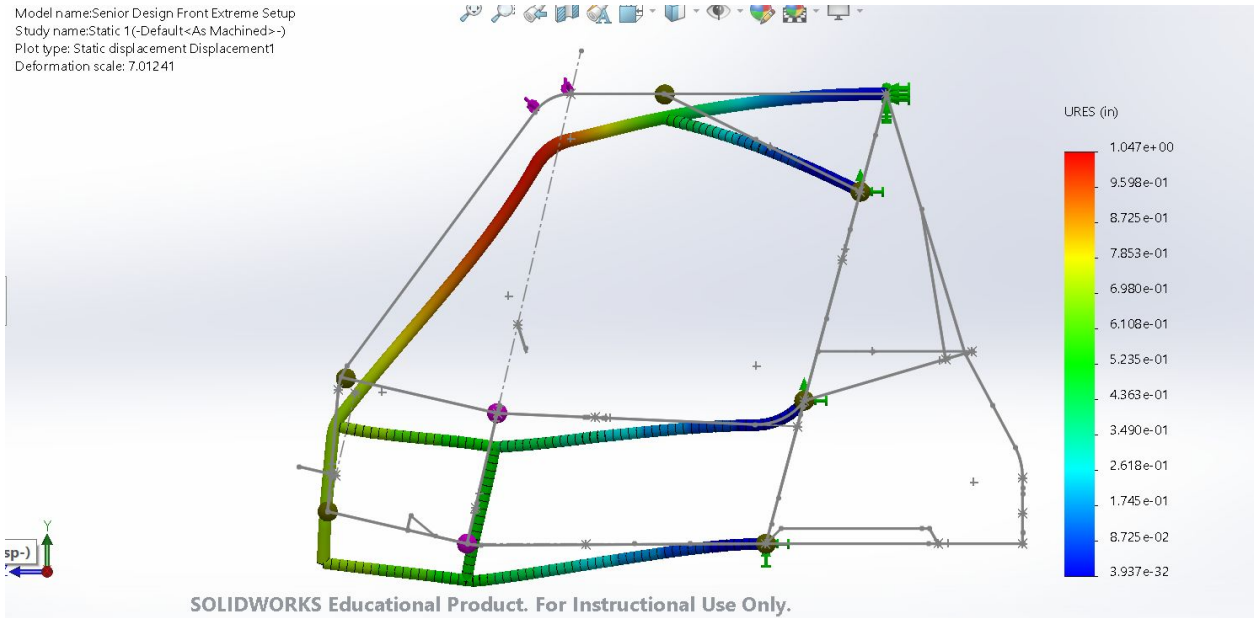 Model name:Senior Design Front Extreme Setup
Study name:Static 1(-Default<As Machined>-)
Plot type: Static displacement Displacement1
Deformation scale: 7.01241
URES (in)
1.047e+00
9.598e-01
8.725e-01
7.853e-01
6.980e-01
6.108e-01
5.235e-01
4.363e-01
3.490e-01
2.618e-01
1.745e-01
8.725e-02
3.937e-32
Y
sp-)
SOLIDWORKS Educational Product. For Instructional Use Only.